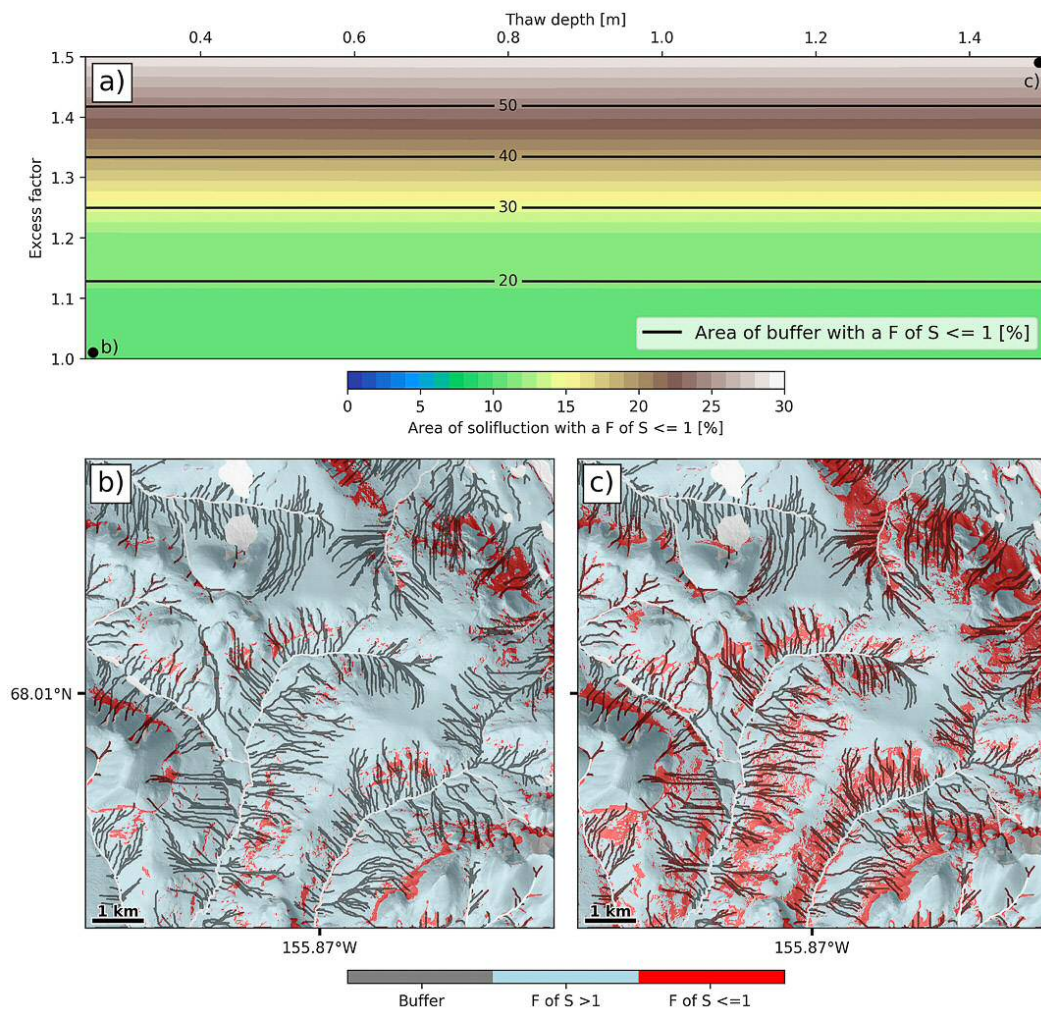 Thaw depth [m]
0.4 0.6 0.8 1.0 1.2 1.4
a)
c)
1.5
1.4
1.3
1.2
1.1
1.0
Excess factor
50
40
30
20
b)
Area of buffer with a F of S <= 1 [%]
0 5 10 15 20 25 30
Area of solifluction with a F of S <= 1 [%]
b)
c)
68.01°N
1 km
1 km
155.87°W
155.87°W
Buffer F of S >1 F of S <=1